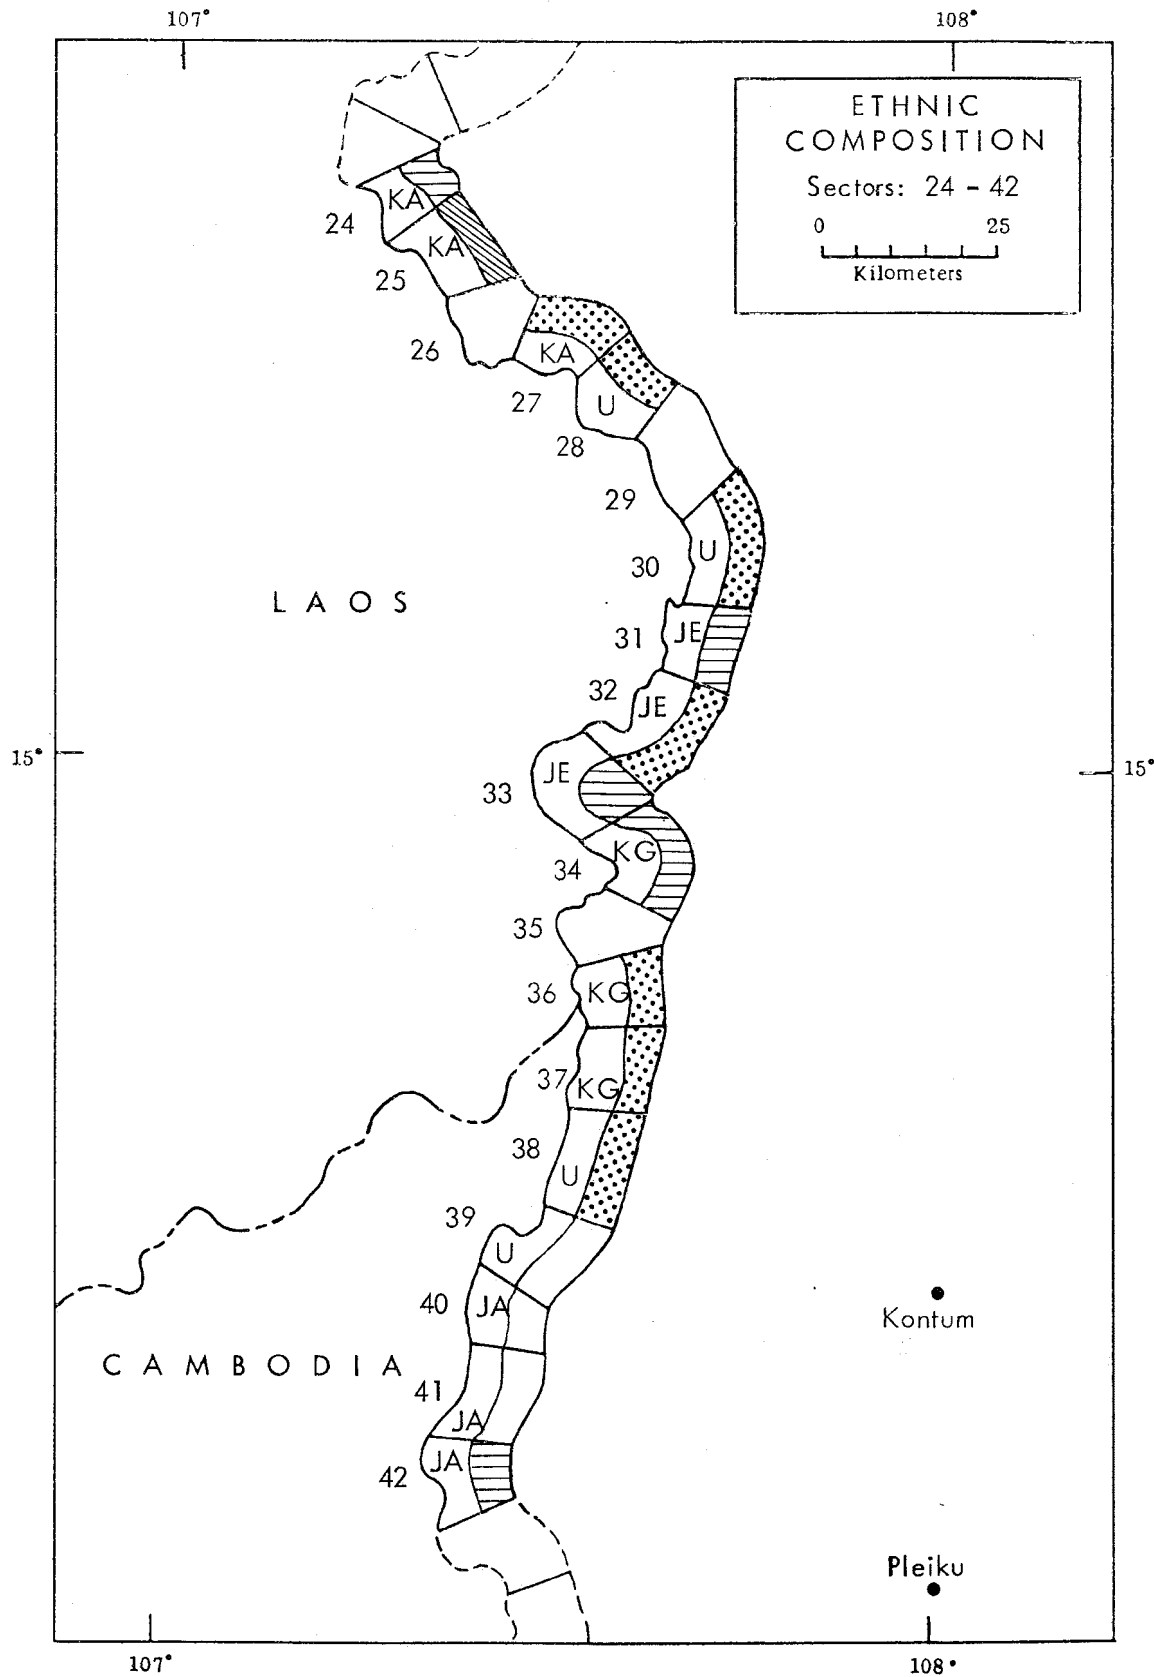 107° 108°
ETHNIC
COMPOSITION
Sectors: 24 - 42
0 25
Kilometers
KA
24
KA
25
26
KA
27
U
28
29
U
30
LAOS
JE
31
32
JE
15°
15°
JE
33
KG
34
35
36
KG
37
KG
38
U
39
U
40
JA
Kontum
CAMBODIA
41
JA
JA
42
Pleiku
107° 108°